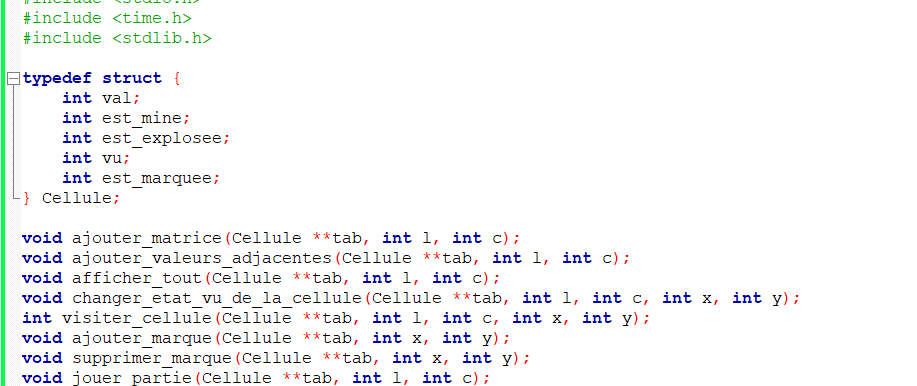 #include <stdio.h>
#include <time.h>
#include <stdlib.h>
typedef struct {
int val;
int est_mine;
int est_explosee;
int vu;
int est_marquee;
} Cellule;
void ajouter_matrice(Cellule **tab, int l, int c);
void ajouter_valeurs_adjacentes(Cellule **tab, int l, int c);
void afficher_tout(Cellule **tab, int l, int c);
void changer_etat_vu_de_la_cellule(Cellule **tab, int l, int c, int x, int y);
int visiter_cellule(Cellule **tab, int l, int c, int x, int y);
void ajouter_marque(Cellule **tab, int x, int y);
void supprimer_marque(Cellule **tab, int x, int y);
void jouer_partie(Cellule **tab, int l, int c);